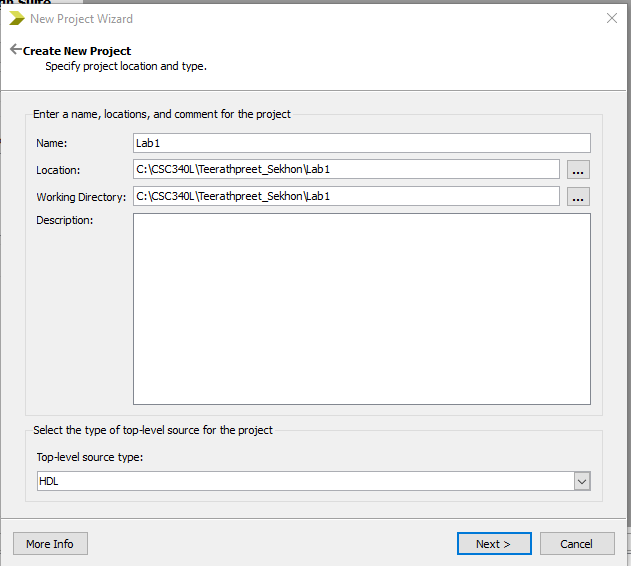 New Project Wizard
Create New Project
Specify project location and type.
Enter a name, locations, and comment for the project
Name: Lab1
Location: C:\CSC340L\Teerathpreet_Sekhon\Lab1 ...
Working Directory: C:\CSC340L\Teerathpreet_Sekhon\Lab1 ...
Description:
Select the type of top-level source for the project
Top-level source type:
HDL
More Info Next > Cancel